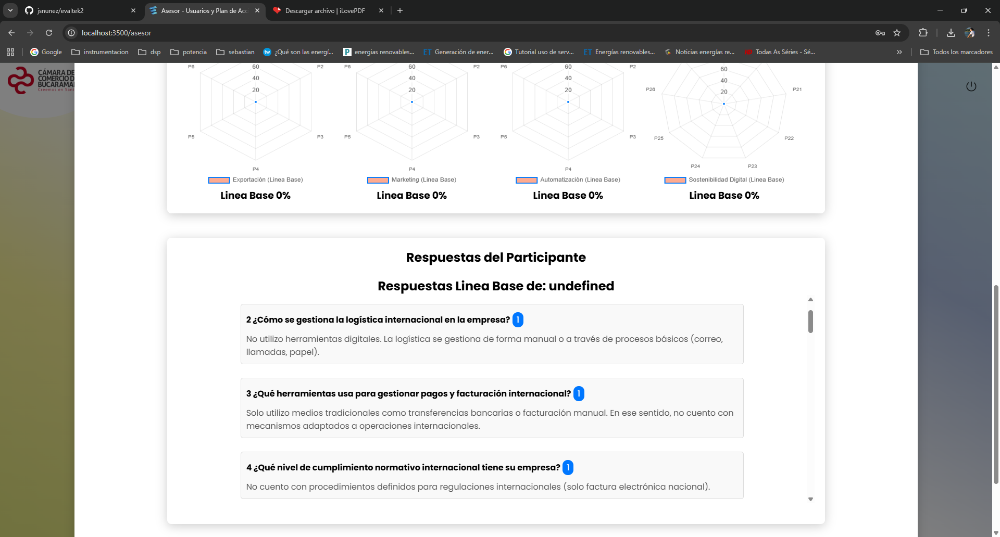 jsnunez/evaltek2
Asesor - Usuarios y Plan de Acc
Descargar archivo | iLovePDF
localhost:3500/asesor
Google
instrumentacion
dsp
potencia
sebastian
tw
¿Qué son las energí...
P
energias renovables...
ET
Generación de ener...
Tutorial uso de serv...
ET
Energías renovables...
Noticias energías re...
Todas As Séries - Sé...
»
Todos los marcadores
CÁMARA DE
COMERCIO D
BUCARAMA
Creemos en Sant
P6
60
P2
P6
60
P2
P6
60
P2
60
40
40
40
40
20
20
20
20
P26
P21
P5
P3
P5
P3
P5
P3
P25
P22
P4
P4
P4
P24
P23
Exportación (Linea Base)
Marketing (Linea Base)
Automatización (Linea Base)
Sostenibilidad Digital (Linea Base)
Linea Base 0%
Linea Base 0%
Linea Base 0%
Linea Base 0%
Respuestas del Participante
Respuestas Linea Base de: undefined
2 ¿Cómo se gestiona la logística internacional en la empresa? 1
No utilizo herramientas digitales. La logística se gestiona de forma manual o a través de procesos básicos (correo,
llamadas, papel).
3 ¿Qué herramientas usa para gestionar pagos y facturación internacional? 1
Solo utilizo medios tradicionales como transferencias bancarias o facturación manual. En ese sentido, no cuento con
mecanismos adaptados a operaciones internacionales.
4 ¿Qué nivel de cumplimiento normativo internacional tiene su empresa? 1
No cuento con procedimientos definidos para regulaciones internacionales (solo factura electrónica nacional).